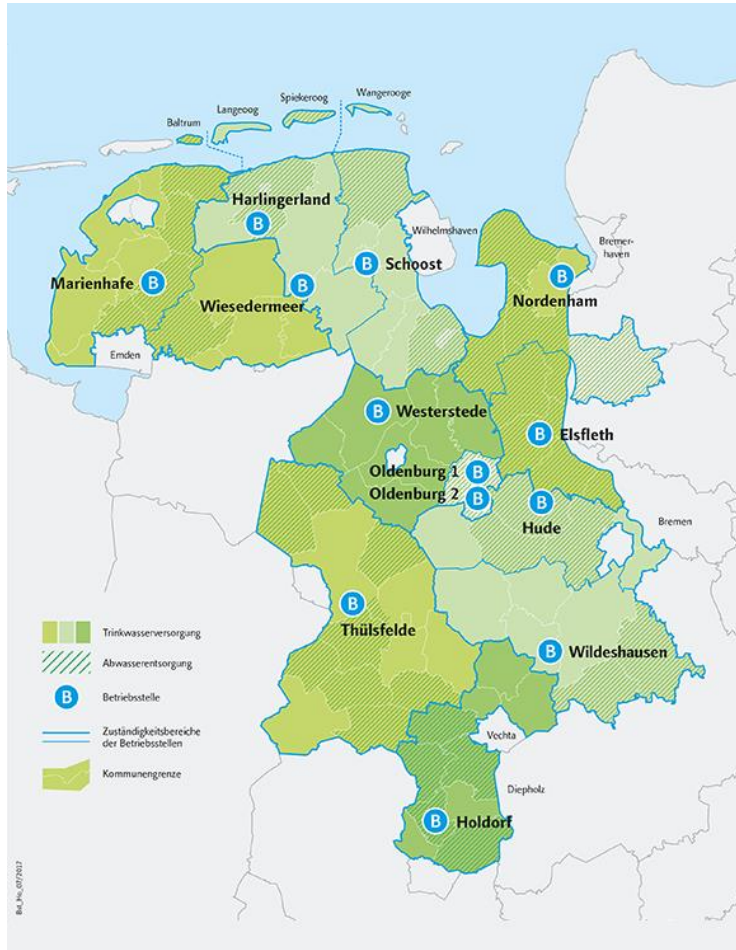 Wangerooge
Spiekeroog
Langeoog
Baltrum
Harlingerland
B
Wilhelmshaven
Bremer-
haven
B
Schoost
Marienhafe
B
Wiesedermeer
B
B
Nordenham
Emden
B
Westerstede
B
Elsfleth
Oldenburg 1
B
Oldenburg 2
B
B
Hude
Bremen
B
Thülsfelde
B
Wildeshausen
Vechta
Diepholz
B
Holdorf
Trinkwasserversorgung
Abwasserentsorgung
B
Betriebsstelle
Zuständigkeitsbereiche
der Betriebsstellen
Kommunengrenze